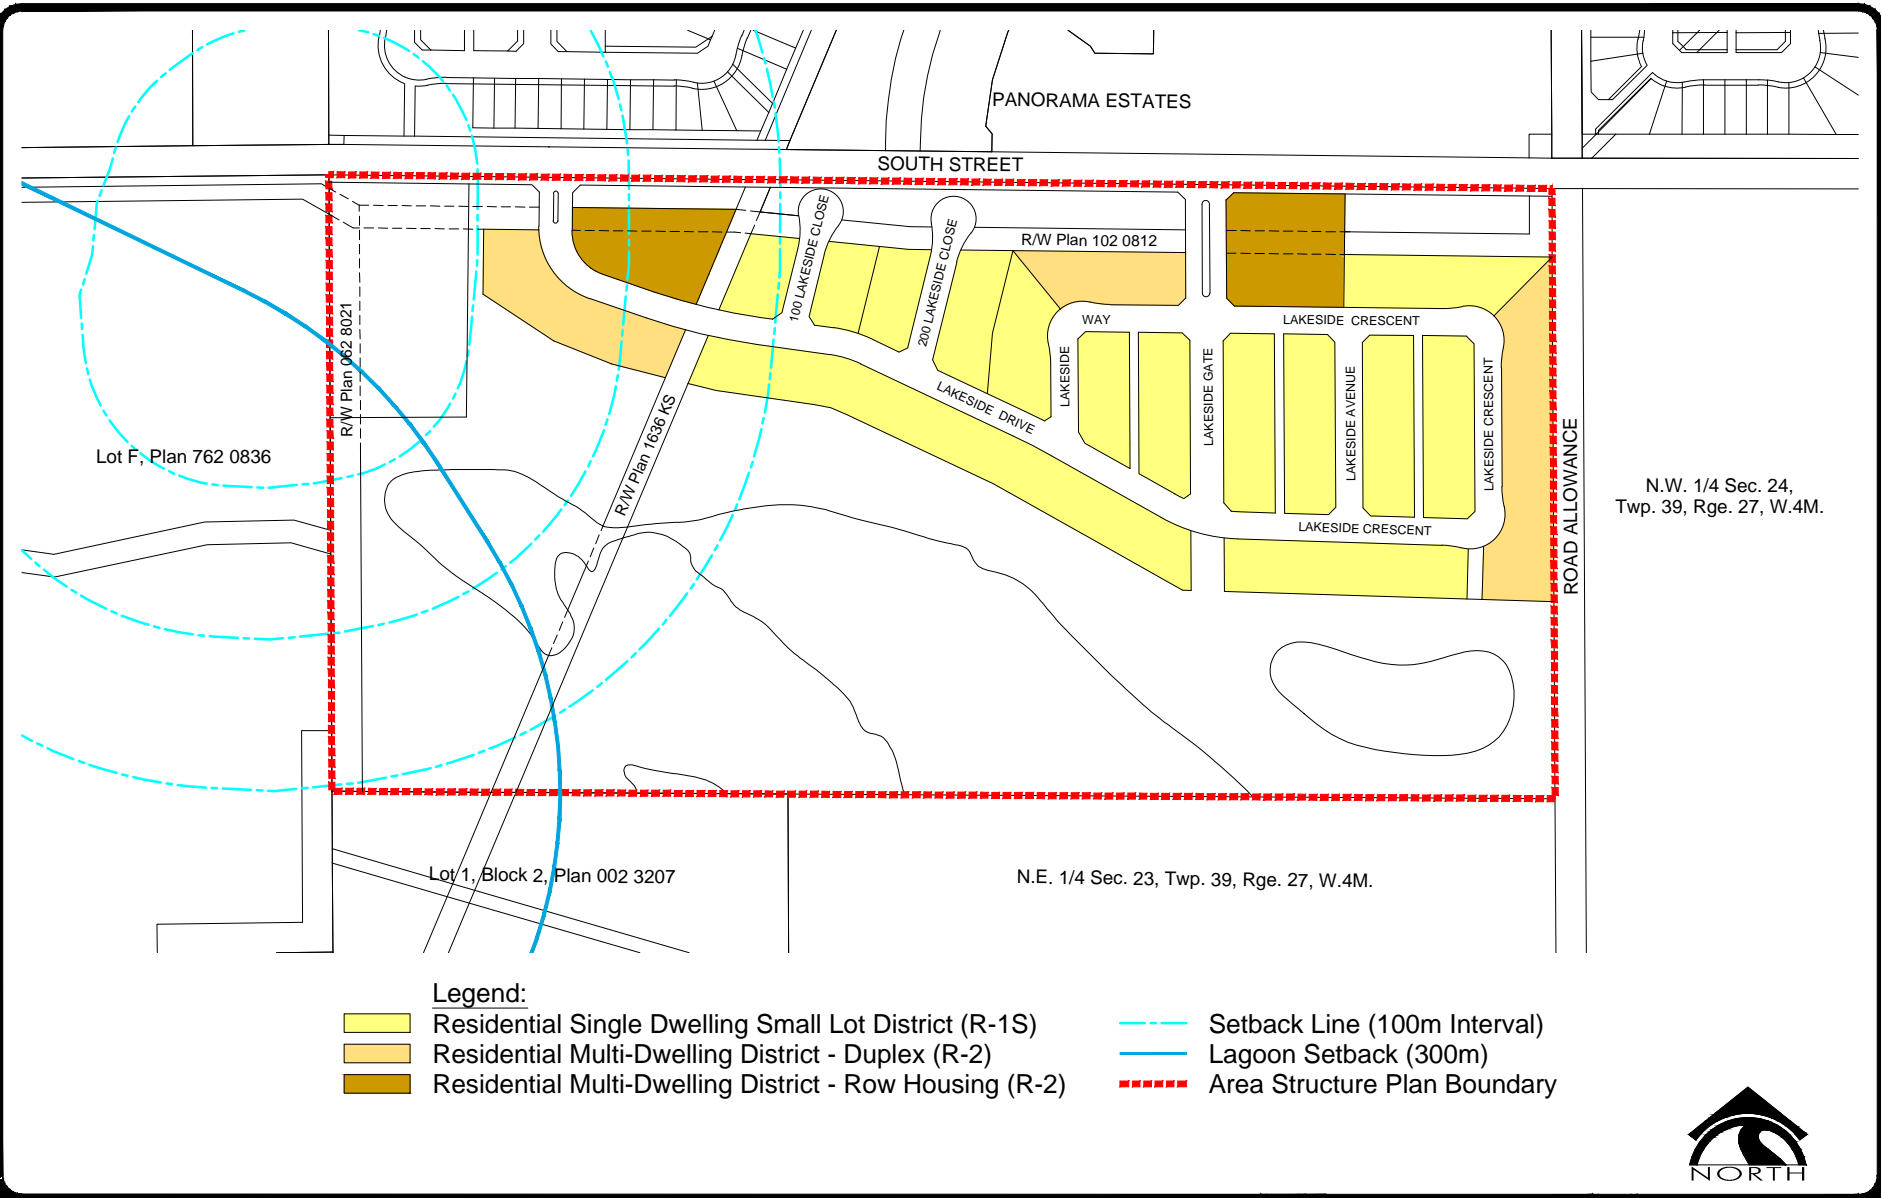 PANORAMA ESTATES
SOUTH STREET
100 LAKESIDE CLOSE
200 LAKESIDE CLOSE
R/W Plan 102 0812
R/W Plan 062 8021
WAY
LAKESIDE CRESCENT
LAKESIDE
LAKESIDE GATE
LAKESIDE AVENUE
LAKESIDE CRESCENT
LAKESIDE DRIVE
R/W Plan 1636 KS
Lot F, Plan 762 0836
ROAD ALLOWANCE
N.W. 1/4 Sec. 24,
Twp. 39, Rge. 27, W.4M.
LAKESIDE CRESCENT
Lot 1, Block 2, Plan 002 3207
N.E. 1/4 Sec. 23, Twp. 39, Rge. 27, W.4M.
Legend:
Residential Single Dwelling Small Lot District (R-1S)
Residential Multi-Dwelling District - Duplex (R-2)
Residential Multi-Dwelling District - Row Housing (R-2)
Setback Line (100m Interval)
Lagoon Setback (300m)
Area Structure Plan Boundary
NORTH